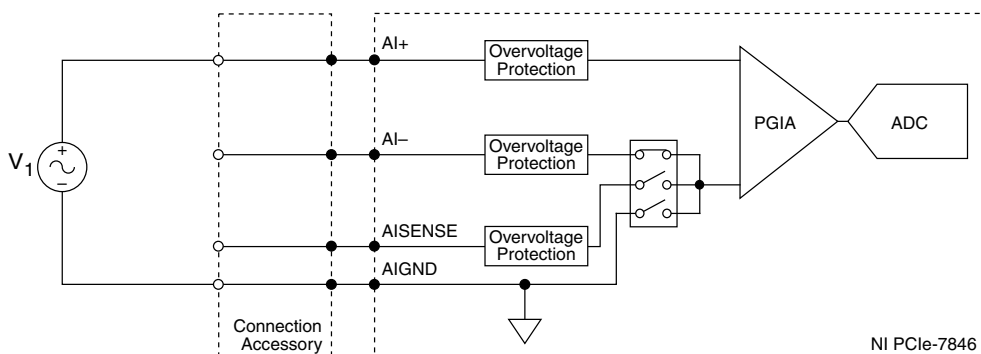 AI+
Overvoltage
Protection
V1
+
–
AI–
Overvoltage
Protection
PGIA
ADC
AISENSE
Overvoltage
Protection
AIGND
Connection
Accessory
NI PCIe-7846